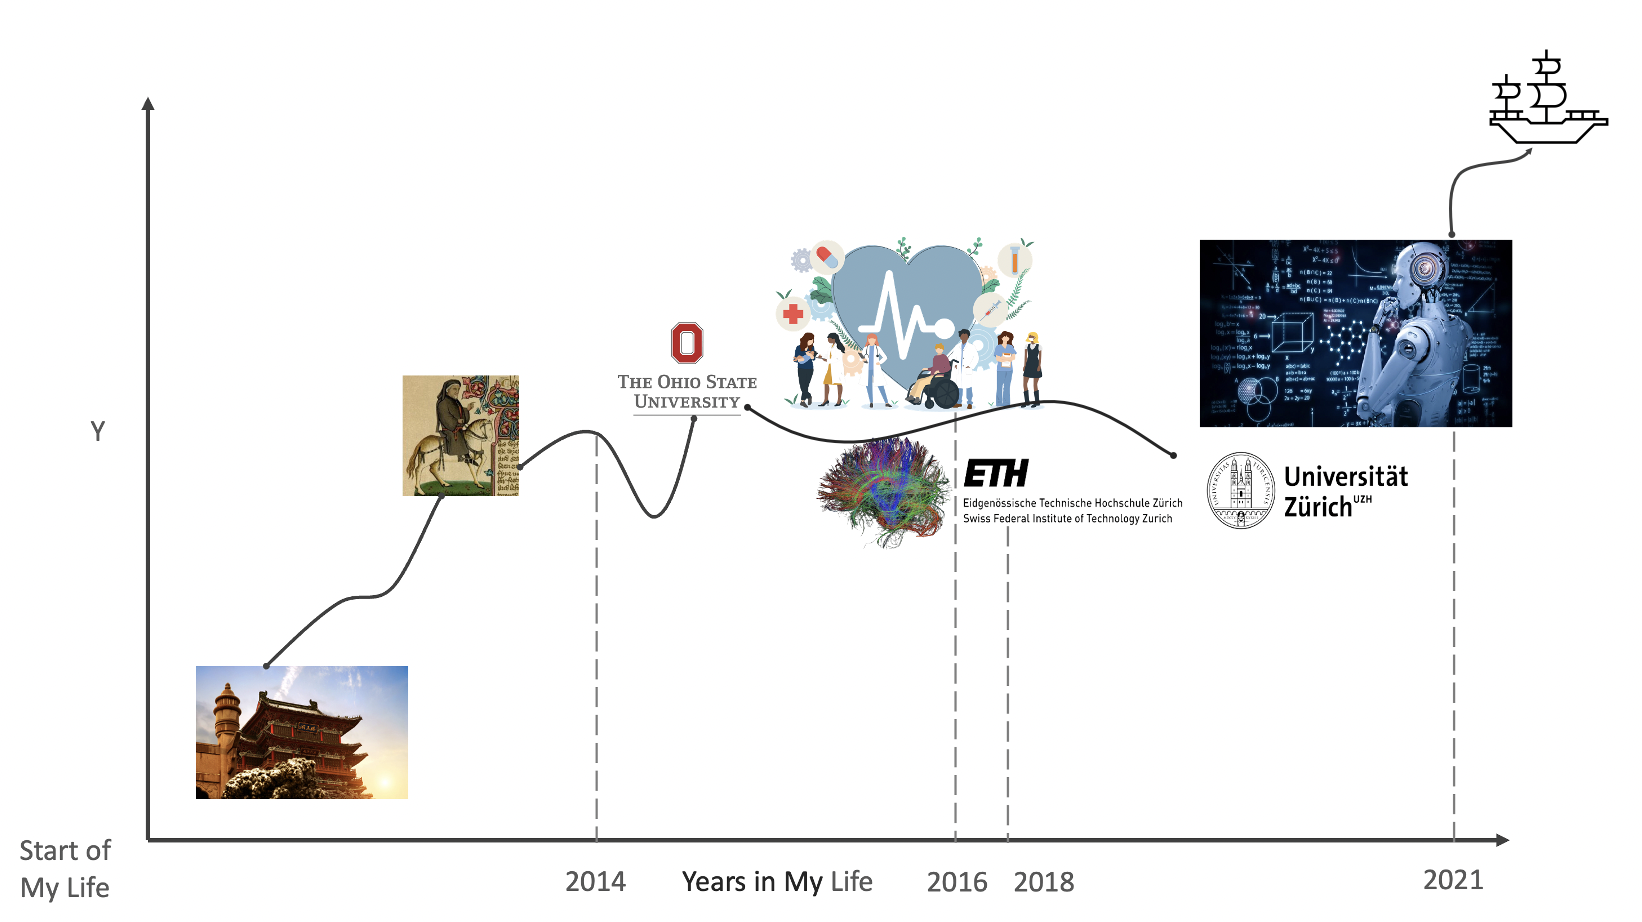 THE OHIO STATE
UNIVERSITY
Y
ETH
Eidgenössische Technische Hochschule Zürich
Swiss Federal Institute of Technology Zurich
Universität
Zürich UZH
Start of
My Life
2014
Years in My Life
2016
2018
2021